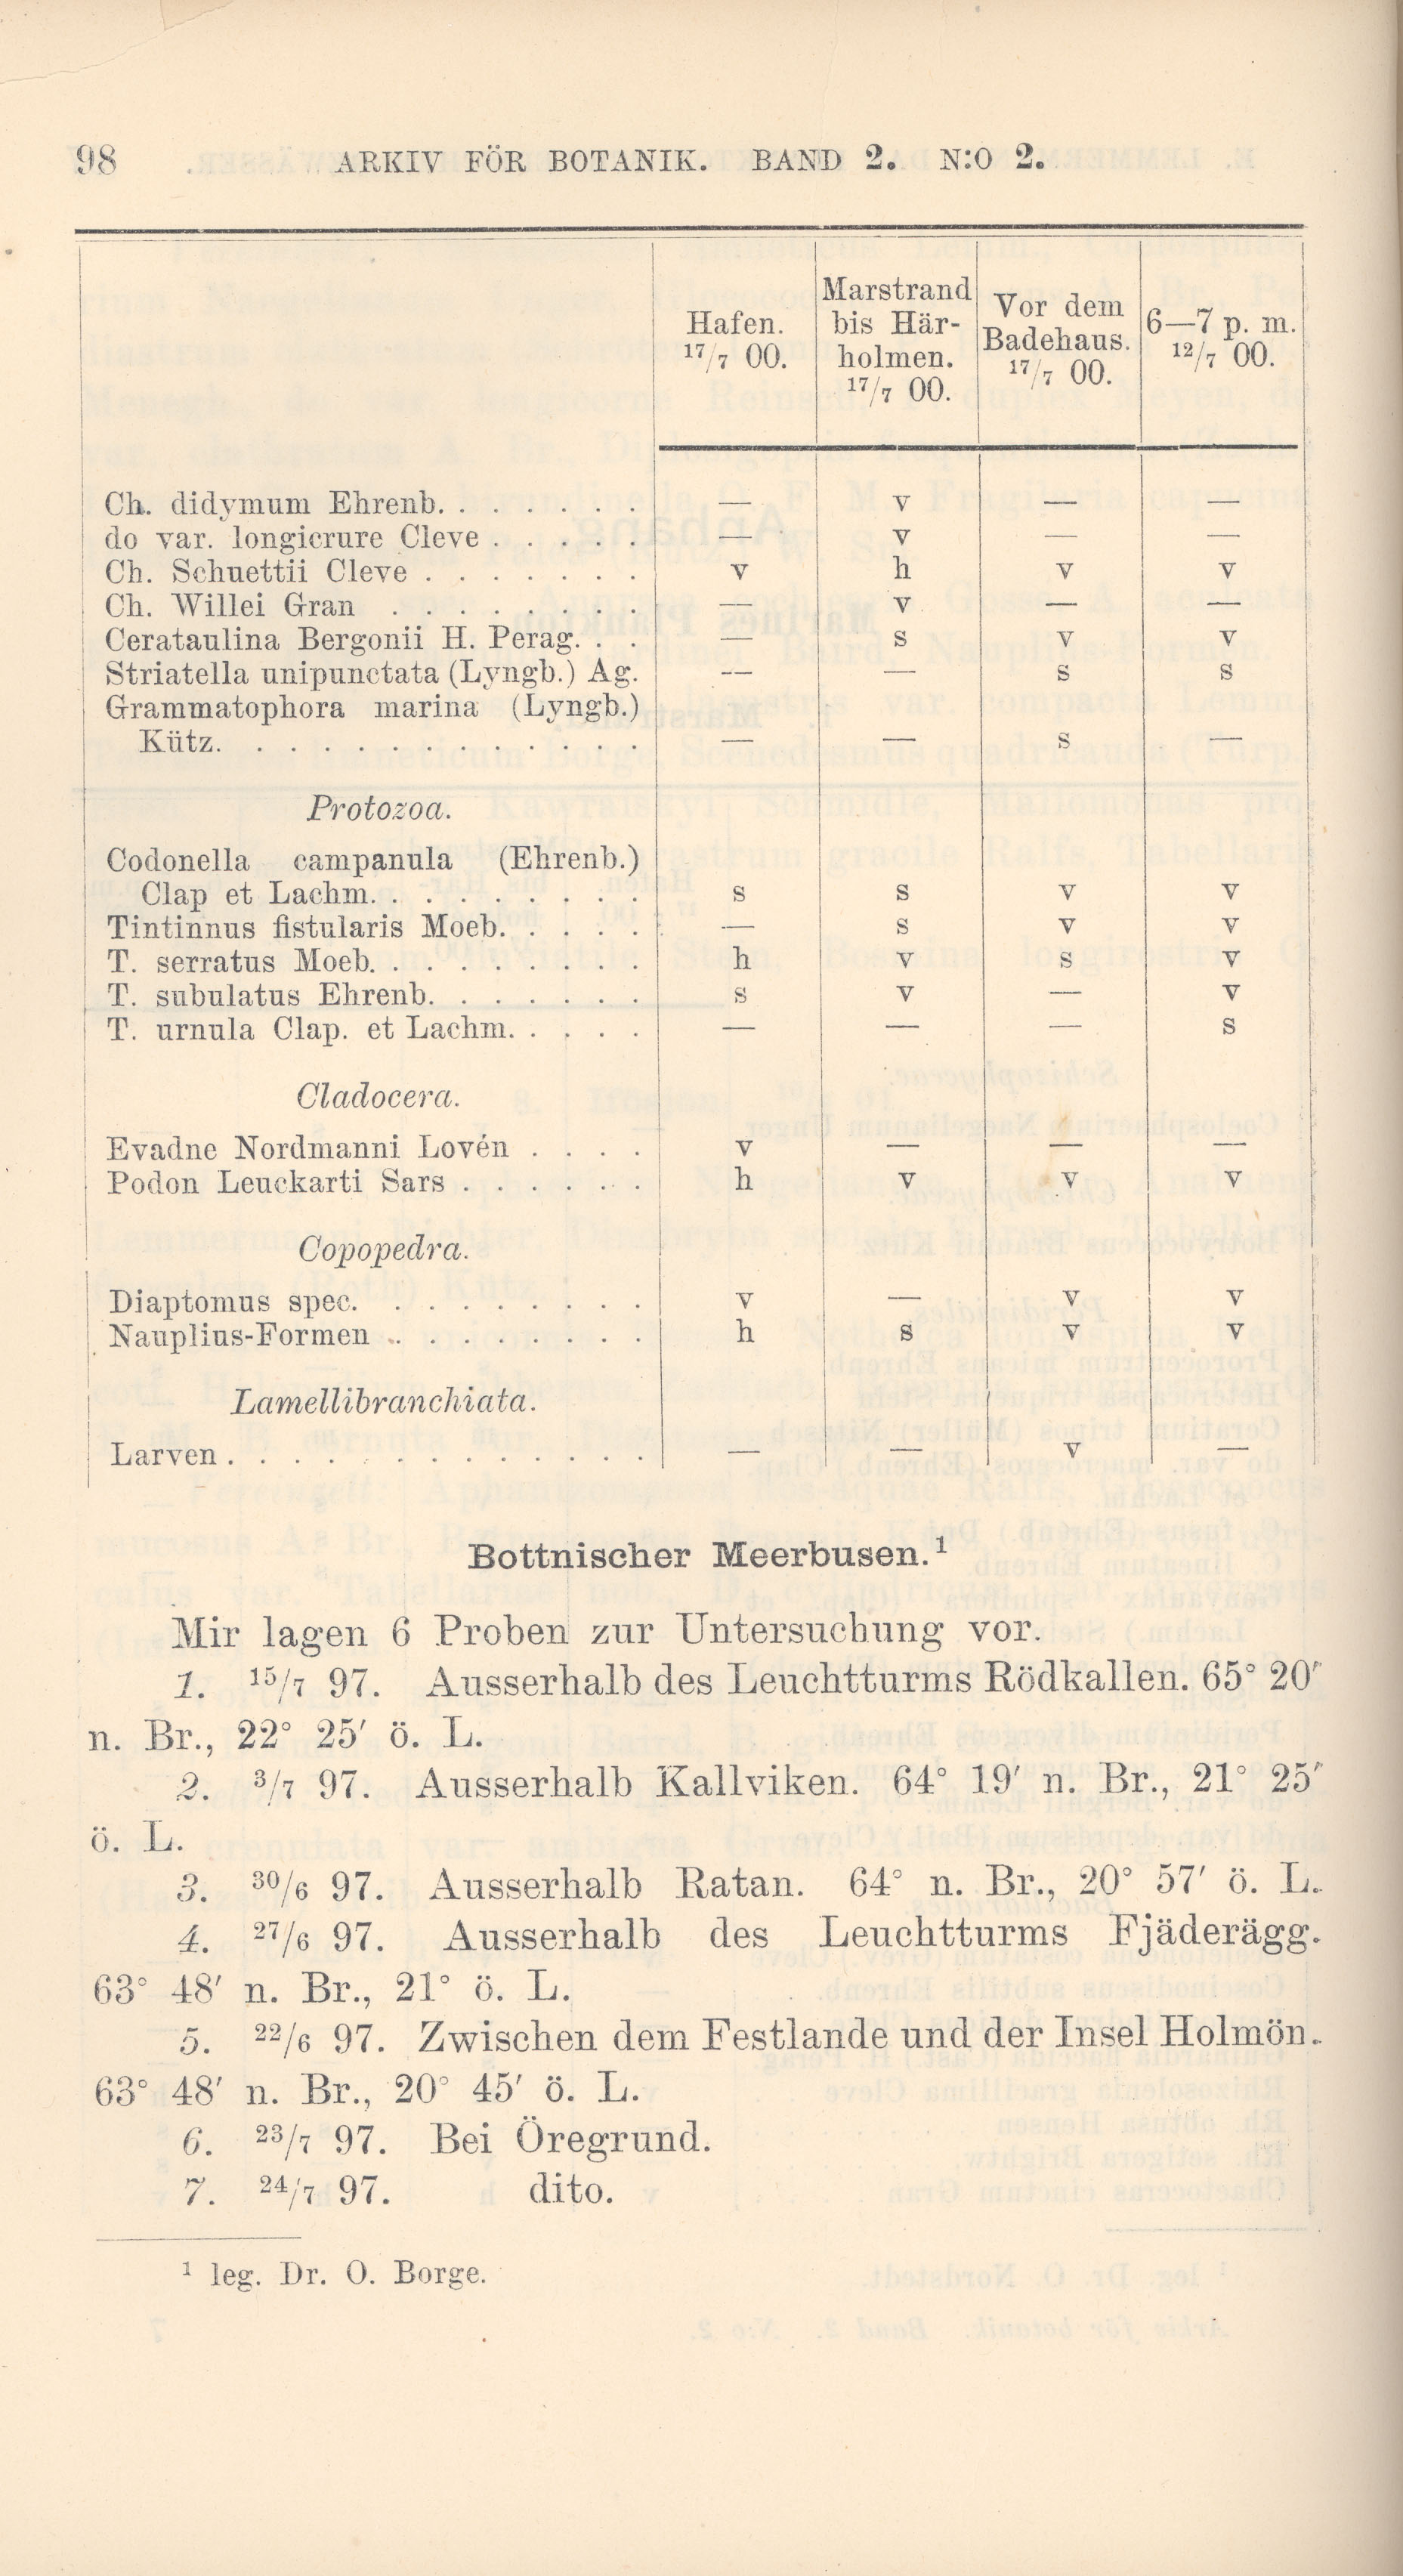 98 ARKIV FÖR BOTANIK. BAND 2. N:O 2.
Hafen. 17/7 00.
Marstrand bis Här-holmen. 17/7 00.
Vor dem Badehaus. 17/7 00.
6—7 p. m. 12/7 00.
Ch. didymum Ehrenb. . . . . . . — v — —
do var. longicrure Cleve . . . . . — v — —
Ch. Schuettii Cleve . . . . . . . v h v v
Ch. Willei Gran . . . . . . . . — v — —
Cerataulina Bergonii H. Perag. . . — s v v
Striatella unipunctata (Lyngb.) Ag. — — s s
Grammatophora marina (Lyngb.)
Kütz. . . . . . . . . . . . . — — s —
Protozoa.
Codonella campanula (Ehrenb.)
Clap et Lachm. . . . . . . . . s s v v
Tintinnus fistularis Moeb. . . . . — s v v
T. serratus Moeb. . . . . . . . . h v s v
T. subulatus Ehrenb. . . . . . . s v — v
T. urnula Clap. et Lachm. . . . . — — — s
Cladocera.
Evadne Nordmanni Lovén . . . . v — — —
Podon Leuckarti Sars . . . . . . h v v v
Copopedra.
Diaptomus spec. . . . . . . . . v — v v
Nauplius-Formen . . . . . . . . h s v v
Lamellibranchiata.
Larven . . . . . . . . . . . . — — v —
Bottnischer Meerbusen.¹
Mir lagen 6 Proben zur Untersuchung vor.
1. 15/7 97. Ausserhalb des Leuchtturms Rödkallen. 65° 20′
n. Br., 22° 25′ ö. L.
2. 3/7 97. Ausserhalb Kallviken. 64° 19′ n. Br., 21° 25′
ö. L.
3. 30/6 97. Ausserhalb Ratan. 64° n. Br., 20° 57′ ö. L.
4. 27/6 97. Ausserhalb des Leuchtturms Fjäderägg.
63° 48′ n. Br., 21° ö. L.
5. 22/6 97. Zwischen dem Festlande und der Insel Holmön.
63° 48′ n. Br., 20° 45′ ö. L.
6. 23/7 97. Bei Öregrund.
7. 24/7 97. dito.
¹ leg. Dr. O. Borge.